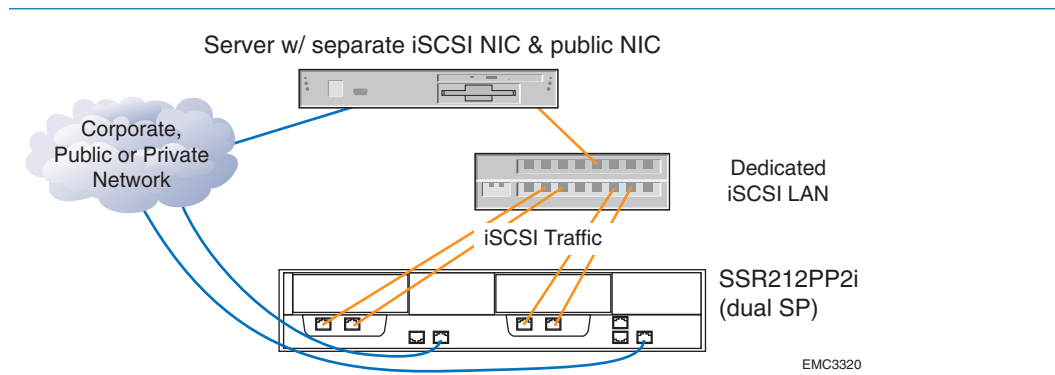 Server w/ separate iSCSI NIC & public NIC
Corporate,
Public or Private
Network
Dedicated
iSCSI LAN
iSCSI Traffic
SSR212PP2i
(dual SP)
EMC3320